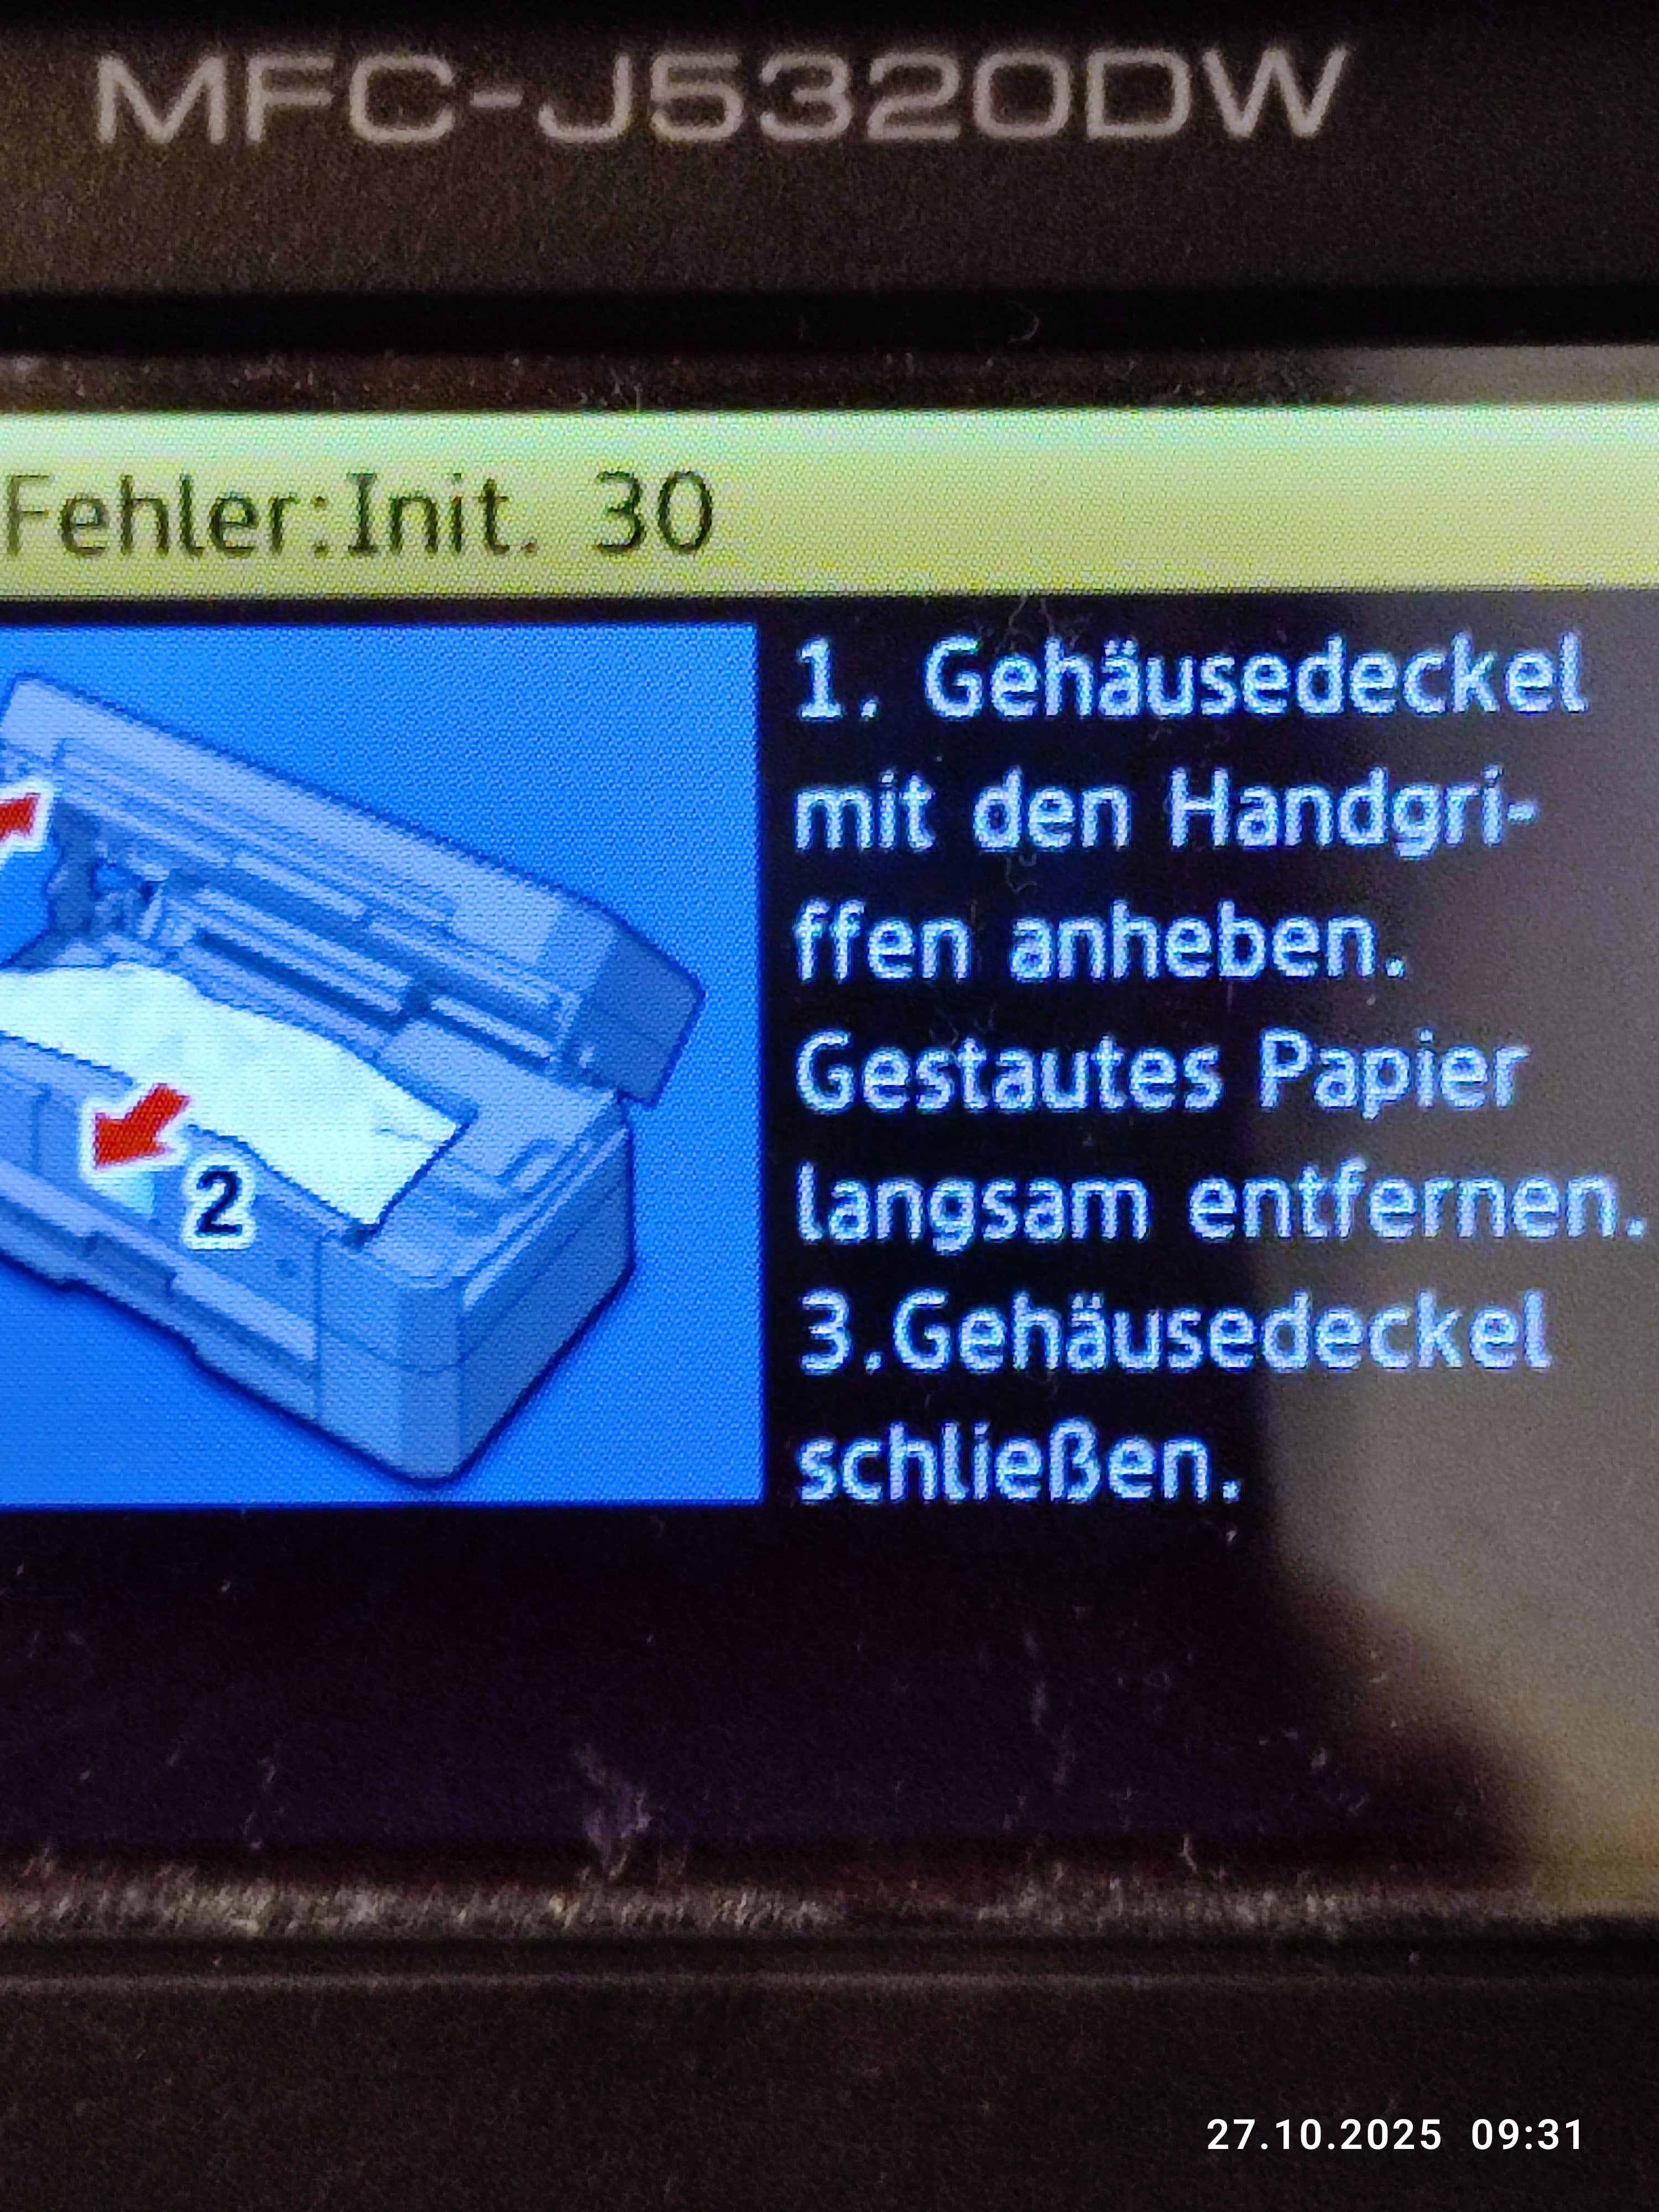 MFC-J5320DW
Fehler:Init. 30
1. Gehäusedeckel
mit den Handgri-
ffen anheben.
Gestautes Papier
langsam entfernen.
3.Gehäusedeckel
schließen.
2
27.10.2025 09:31